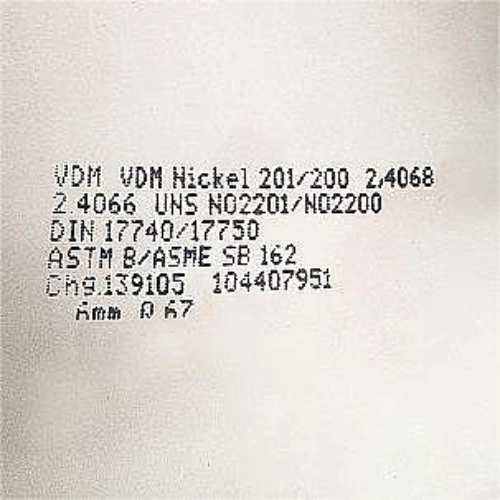 VDM VDM Nickel 201/200 2,4068
2.4066 UNS N02201/N02200
DIN 17740/17750
ASTM B/ASME SB 162
Chg.139105 104407951
6mm 67